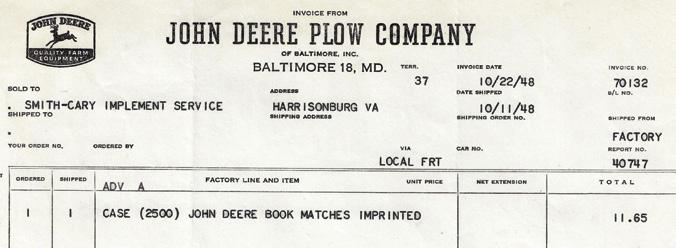 INVOICE FROM
JOHN DEERE
QUALITY FARM
EQUIPMENT
JOHN DEERE PLOW COMPANY
OF BALTIMORE, INC.
BALTIMORE 18, MD.
TERR.
37
INVOICE DATE
10/22/48
INVOICE NO.
70132
SOLD TO
ADDRESS
DATE SHIPPED
B/L NO.
. SMITH-CARY IMPLEMENT SERVICE
HARRISONBURG VA
10/11/48
SHIPPED TO
SHIPPING ADDRESS
SHIPPING ORDER NO.
SHIPPED FROM
FACTORY
YOUR ORDER NO.
ORDERED BY
VIA
CAR NO.
REPORT NO.
LOCAL FRT
40747
ORDERED
SHIPPED
FACTORY LINE AND ITEM
UNIT PRICE
NET EXTENSION
TOTAL
ADV A
1 1 CASE (2500) JOHN DEERE BOOK MATCHES IMPRINTED 11.65